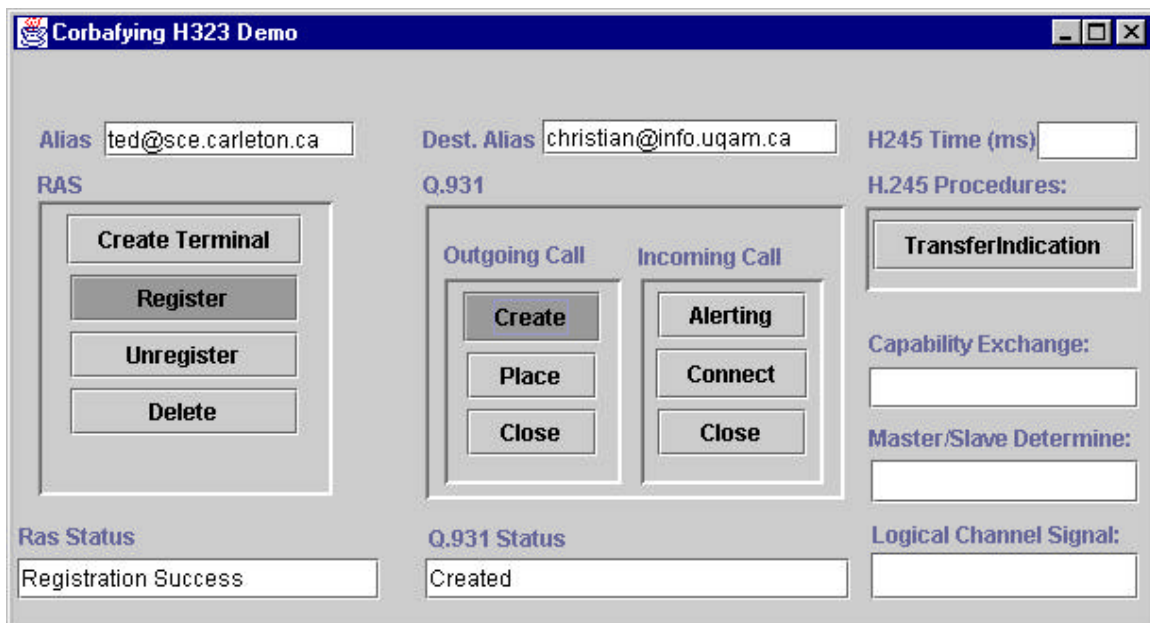 Corbafying H323 Demo
Alias ted@sce.carleton.ca
Dest. Alias christian@info.uqam.ca
H245 Time (ms)
RAS
Create Terminal
Register
Unregister
Delete
Q.931
Outgoing Call
Create
Place
Close
Incoming Call
Alerting
Connect
Close
H.245 Procedures:
TransferIndication
Capability Exchange:
Master/Slave Determine:
Logical Channel Signal:
Ras Status
Registration Success
Q.931 Status
Created